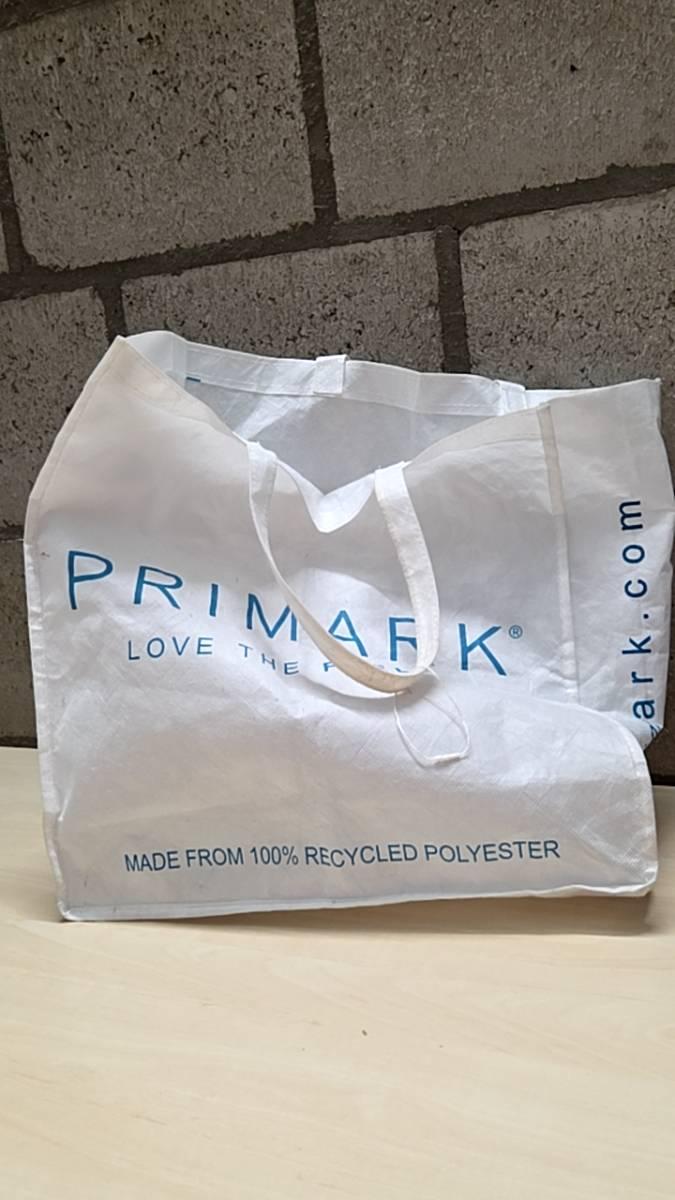 PRIMARK®
LOVE THE
MADE FROM 100% RECYCLED POLYESTER
ark.com